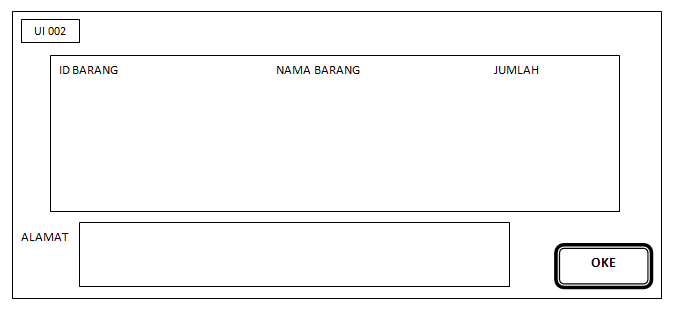 UI 002
ID BARANG NAMA BARANG JUMLAH
ALAMAT
OKE